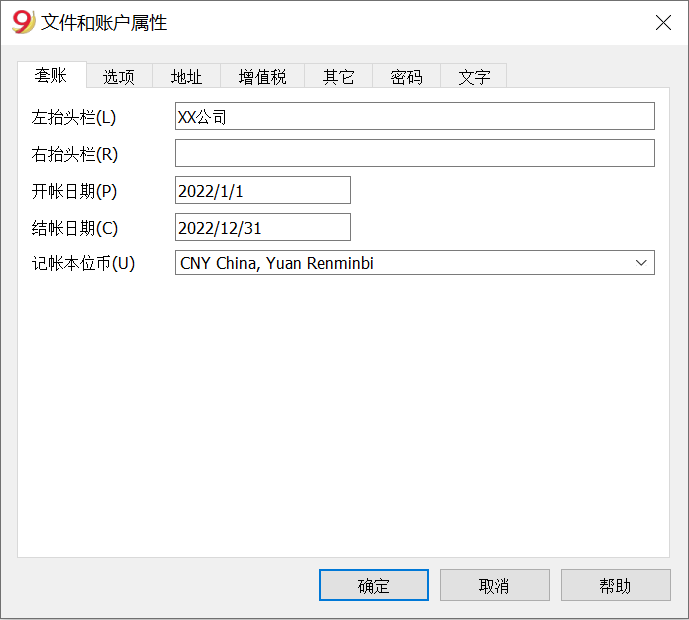 9 文件和账户属性
套账 选项 地址 增值税 其它 密码 文字
左抬头栏(L) XX公司
右抬头栏(R)
开帐日期(P) 2022/1/1
结帐日期(C) 2022/12/31
记帐本位币(U) CNY China, Yuan Renminbi
确定 取消 帮助